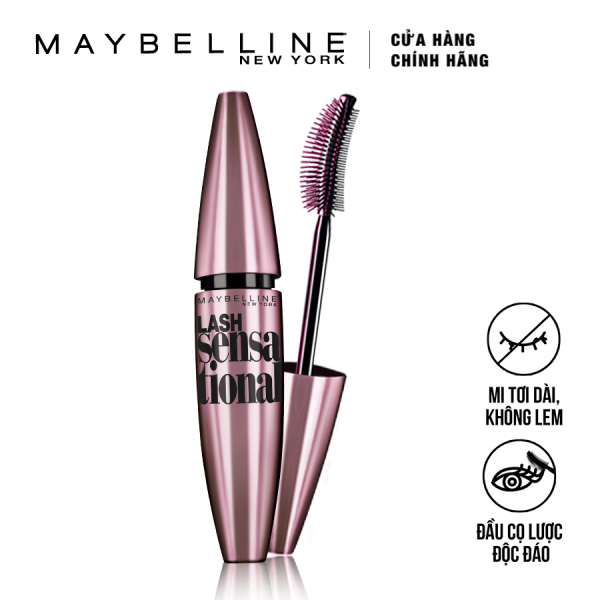 MAYBELLINE
NEW YORK
CỬA HÀNG
CHÍNH HÃNG
MAYBELLINE
NEW YORK
LASH
sensa
tional
MI TƠI DÀI,
KHÔNG LEM
ĐẦU CỌ LƯỢC
ĐỘC ĐÁO